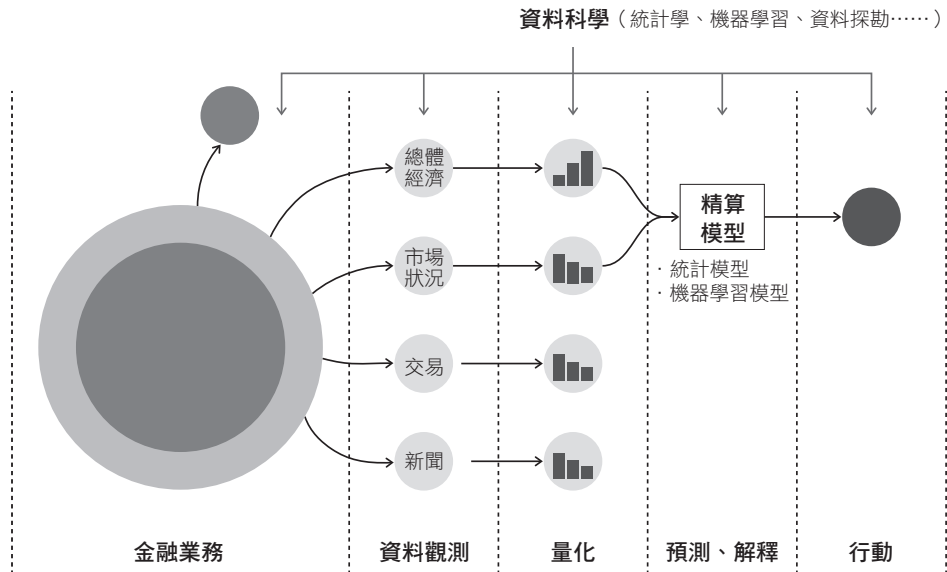 資料科學（統計學、機器學習、資料探勘⋯⋯）
總體
經濟
市場
狀況
交易
新聞
精算
模型
· 統計模型
· 機器學習模型
金融業務
資料觀測
量化
預測、解釋
行動